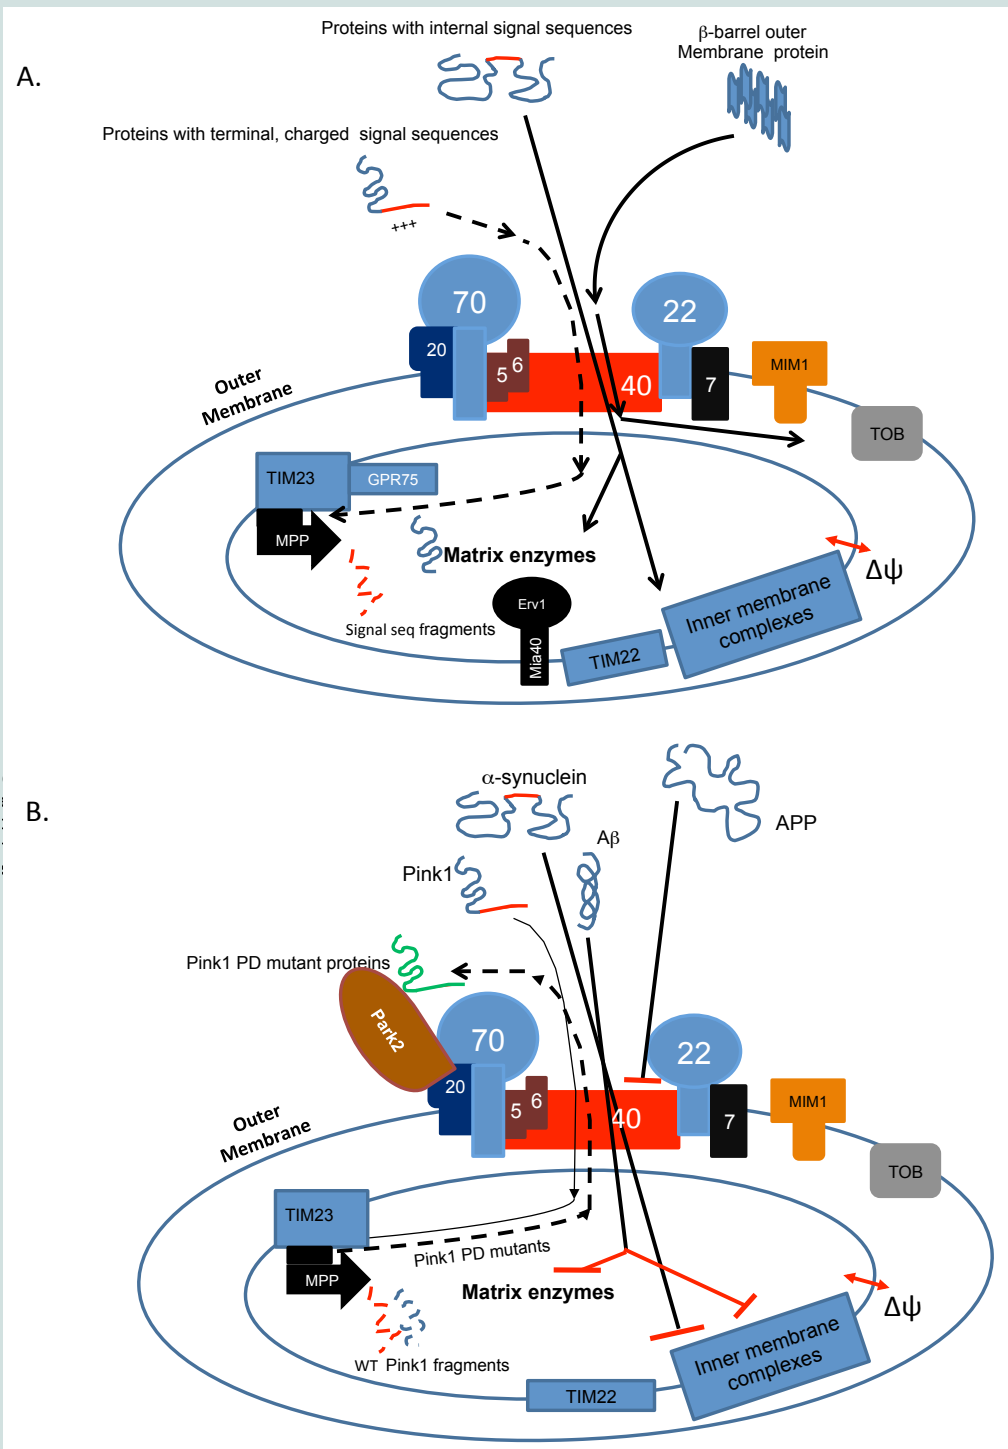 Proteins with internal signal sequences
β-barrel outer
Membrane protein
A.
Proteins with terminal, charged signal sequences
+++
70
22
20
5
6
40
7
MIM1
TOB
Outer
Membrane
TIM23
GPR75
MPP
Matrix enzymes
Δψ
Erv1
Mia40
Signal seq fragments
TIM22
Inner membrane
complexes
B.
α-synuclein
APP
Aβ
Pink1
Pink1 PD mutant proteins
Park2
70
22
20
5
6
40
7
MIM1
TOB
Outer
Membrane
TIM23
Pink1 PD mutants
MPP
Matrix enzymes
Δψ
WT Pink1 fragments
TIM22
Inner membrane
complexes